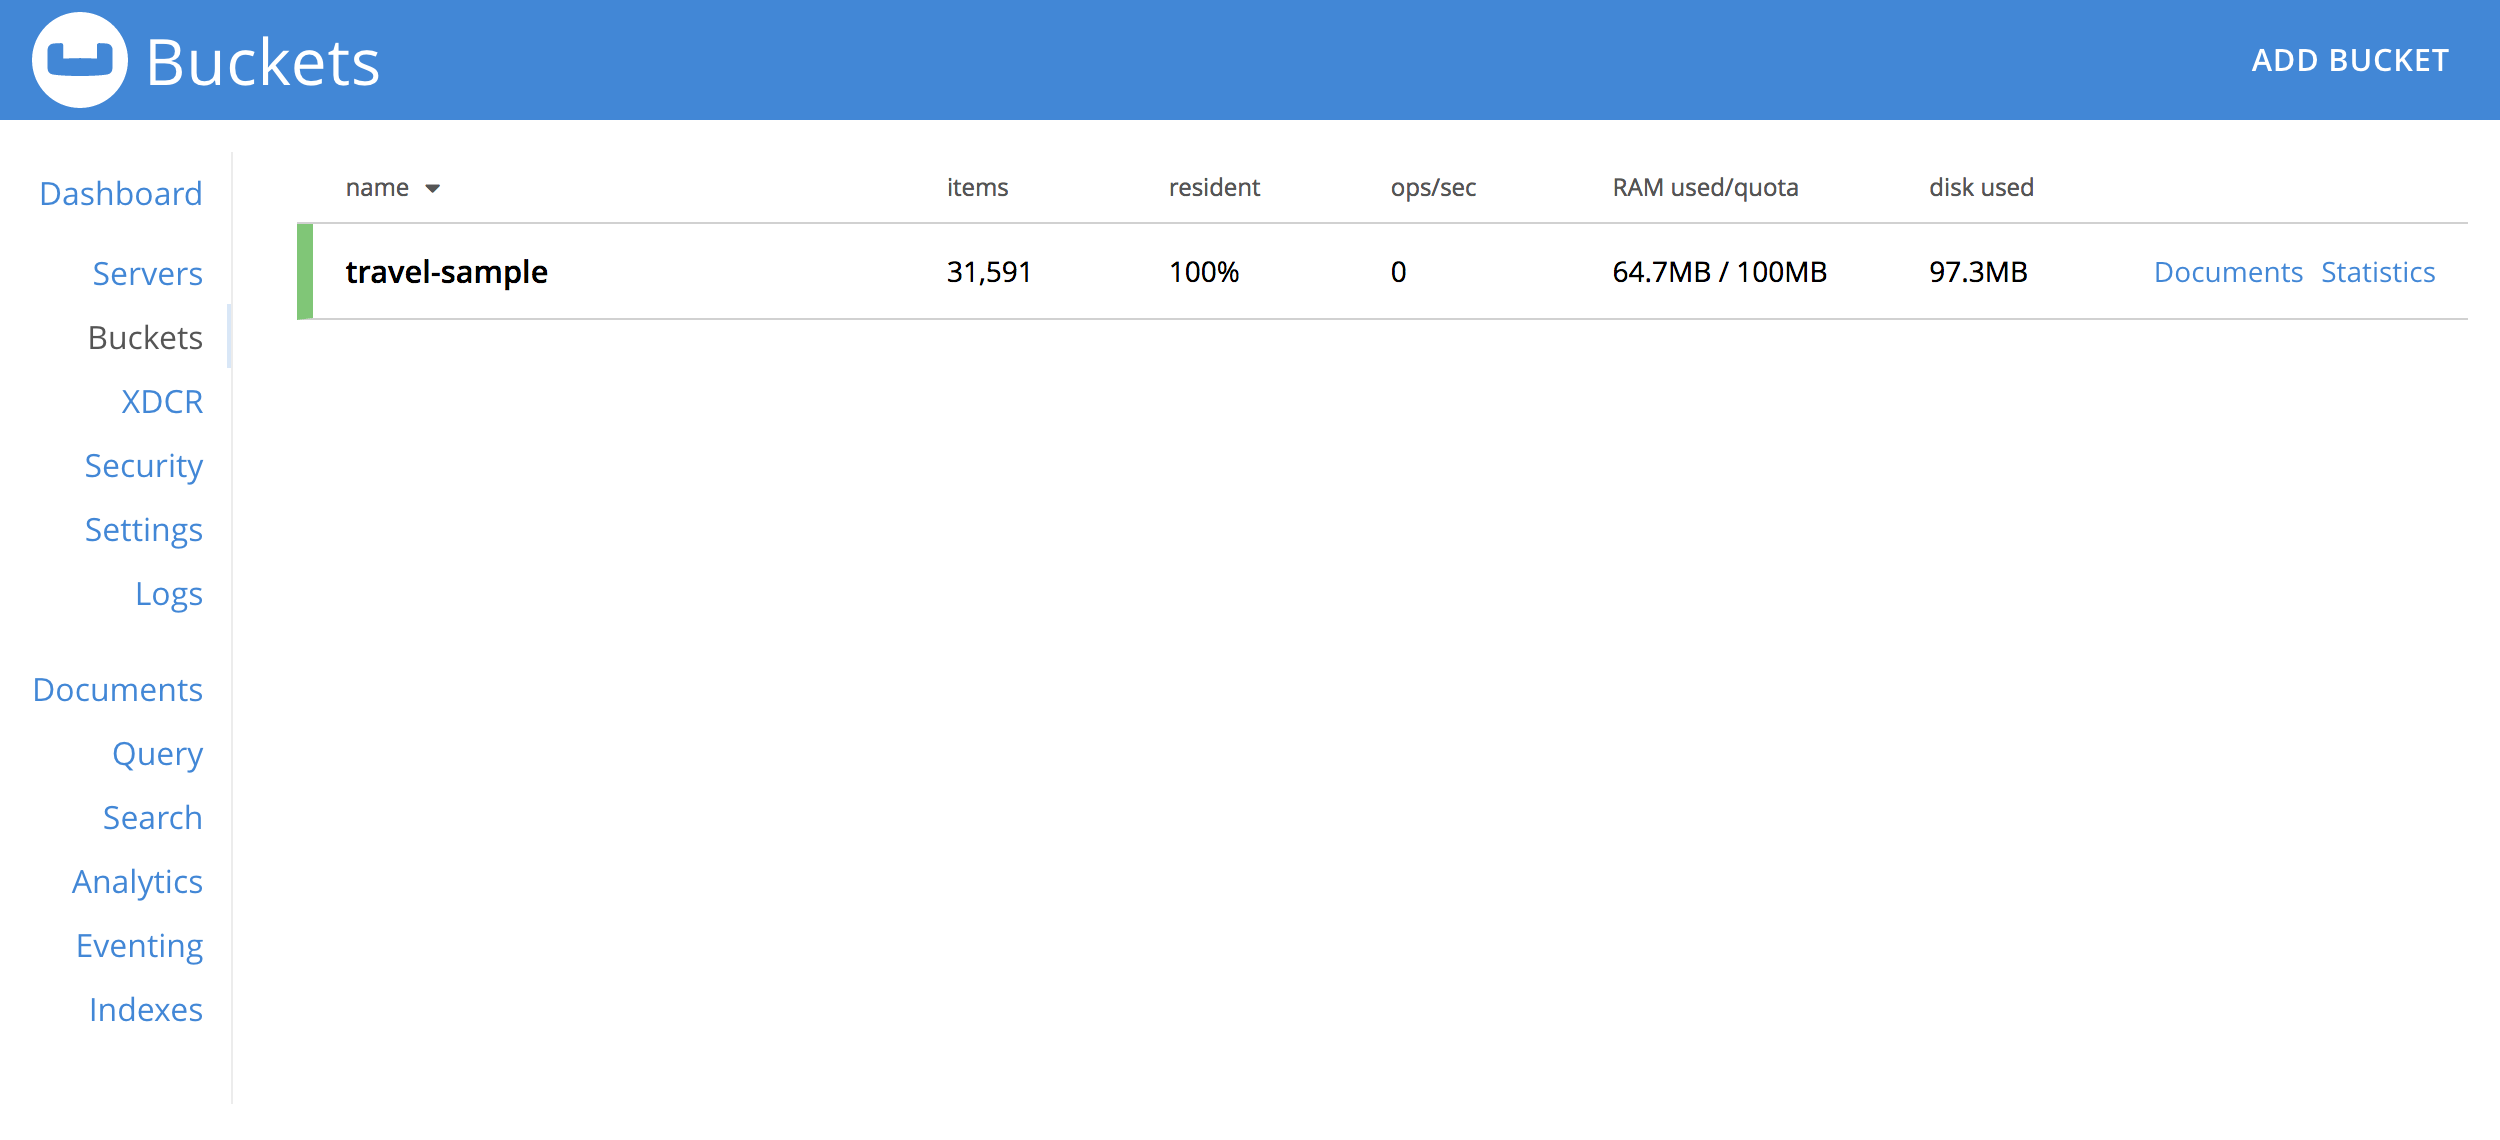 Buckets
ADD BUCKET
Dashboard
Servers
Buckets
XDCR
Security
Settings
Logs
Documents
Query
Search
Analytics
Eventing
Indexes
name items resident ops/sec RAM used/quota disk used
travel-sample 31,591 100% 0 64.7MB / 100MB 97.3MB Documents Statistics